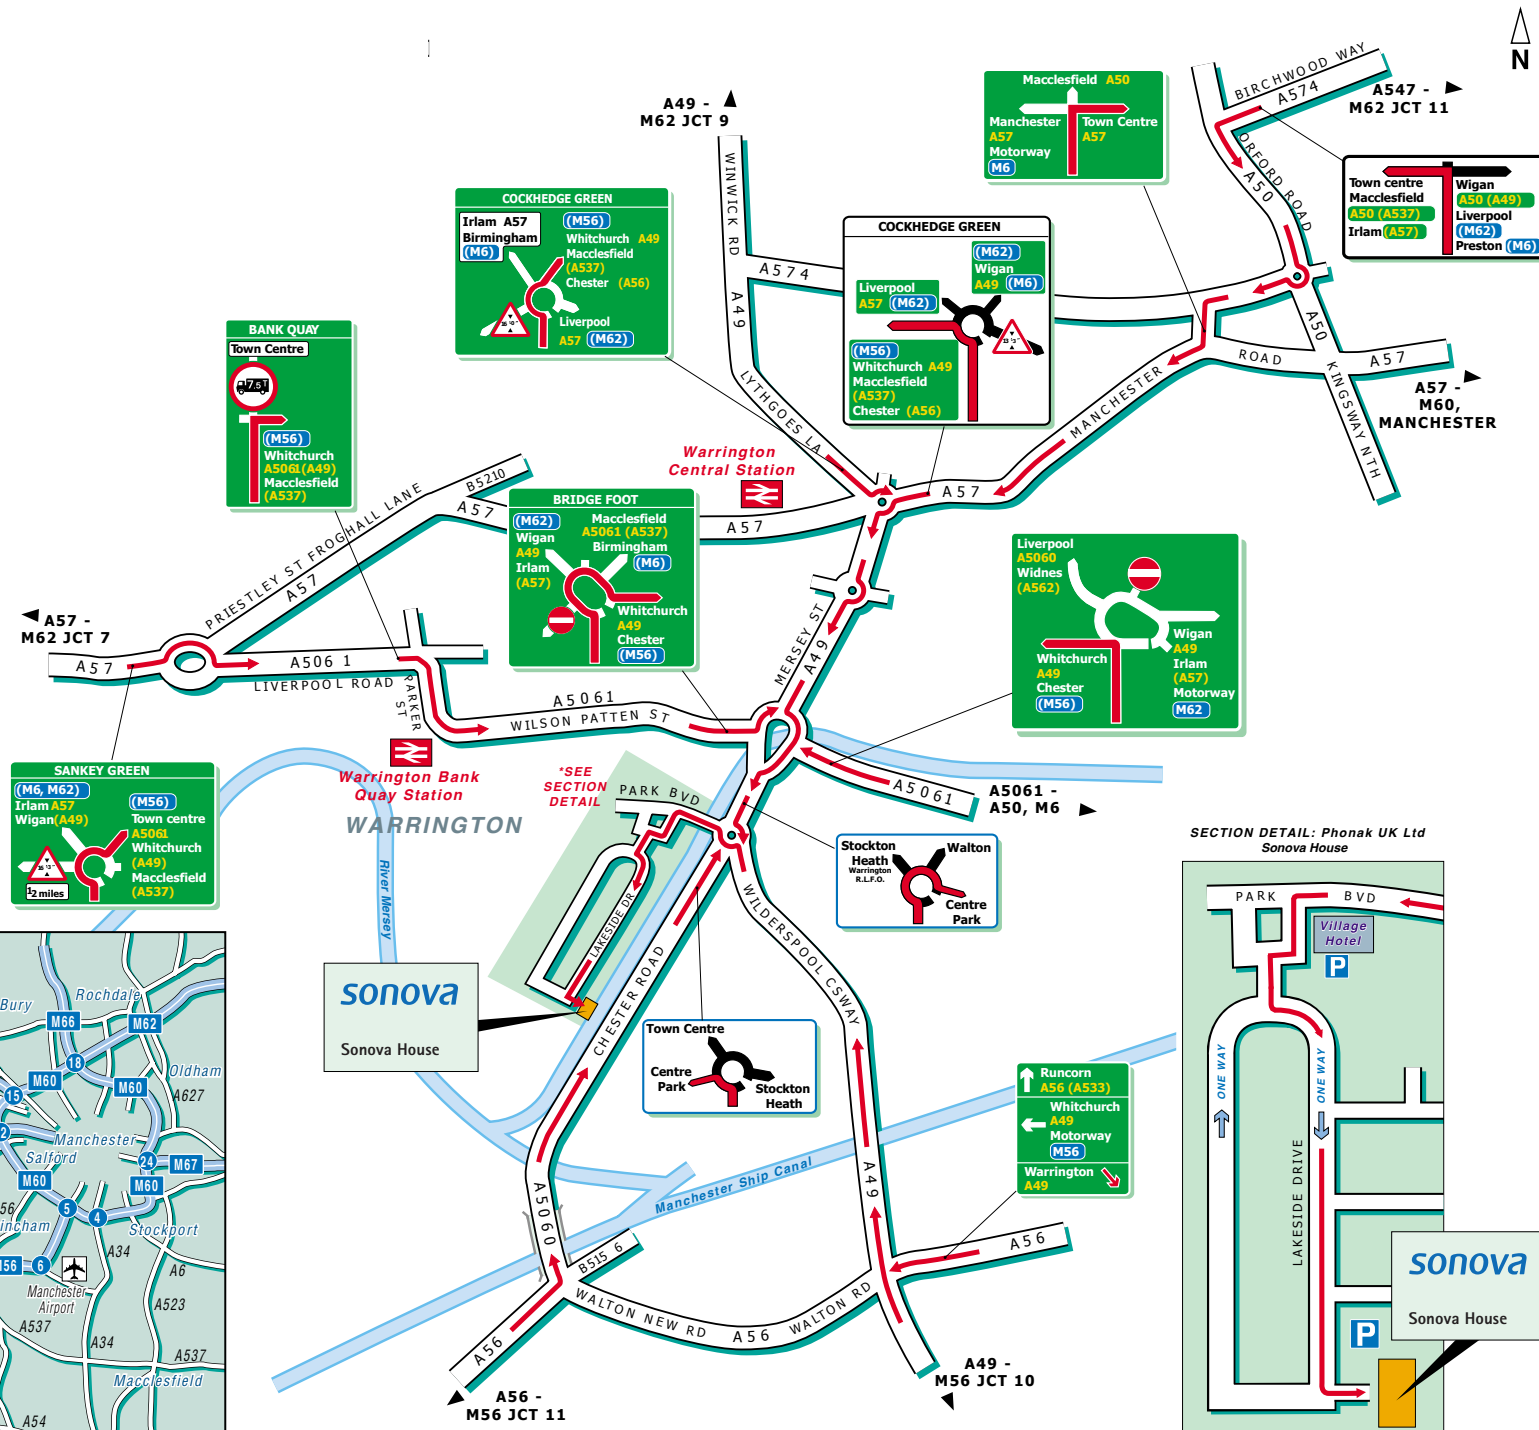 N
BIRCHWOOD WAY
A574
A547 -
M62 JCT 11
A49 -
M62 JCT 9
Macclesfield A50
Manchester
A57
Motorway
M6
Town Centre
A57
ORFORD ROAD
A50
Town centre
Macclesfield
A50 (A537)
Irlam (A57)
Wigan
A50 (A49)
Liverpool
(M62)
Preston (M6)
COCKHEDGE GREEN
Irlam A57
Birmingham
(M6)
(M56)
Whitchurch A49
Macclesfield
(A537)
Chester (A56)
Liverpool
A57 (M62)
WINWICK RD
A49
A574
COCKHEDGE GREEN
(M62)
Wigan
A49 (M6)
Liverpool
A57 (M62)
(M56)
Whitchurch A49
Macclesfield
(A537)
Chester (A56)
A50
KINGSWAY NTH
ROAD
A57
A57 -
M60,
MANCHESTER
MANCHESTER
BANK QUAY
Town Centre
7.5T
(M56)
Whitchurch
A5061(A49)
Macclesfield
(A537)
LYTHGOES LA
Warrington
Central Station
A57
A57
B5210
A57
PRIESTLEY ST FROGHALL LANE
A57
BRIDGE FOOT
(M62)
Wigan
A49
Irlam
(A57)
Macclesfield
A5061 (A537)
Birmingham
(M6)
Whitchurch
A49
Chester
(M56)
Liverpool
A5060
Widnes
(A562)
Whitchurch
A49
Chester
(M56)
Wigan
A49
Irlam
(A57)
Motorway
M62
A57 -
M62 JCT 7
A57
A506 1
LIVERPOOL ROAD
PARKER
ST
MERSEY ST
A49
A5061
WILSON PATTEN ST
Warrington Bank
Quay Station
WARRINGTON
*SEE
SECTION
DETAIL
PARK BVD
A5061
A5061 -
A50, M6
SANKEY GREEN
(M6, M62)
Irlam A57
Wigan(A49)
(M56)
Town centre
A5061
Whitchurch
(A49)
Macclesfield
(A537)
1/2 miles
River Mersey
LAKESIDE DR
CHESTER ROAD
WILDERSPOOL CSWAY
Stockton
Heath
Warrington
R.L.F.O.
Walton
Centre
Park
sonova
Sonova House
Town Centre
Centre
Park
Stockton
Heath
Runcorn
A56 (A533)
Whitchurch
A49
Motorway
M56
Warrington
A49
Manchester Ship Canal
A49
A5060
B515 6
A56
WALTON NEW RD
A56
WALTON RD
A56
A56 -
M56 JCT 11
A49 -
M56 JCT 10
Bury
Rochdale
M66
M62
18
M60
M60
Oldham
A627
15
2
Manchester
Salford
24
M67
M60
M60
56
5
4
incham
Stockport
A34
A6
M56
6
Manchester
Airport
A523
A537
A34
A537
Macclesfield
A54
SECTION DETAIL: Phonak UK Ltd
Sonova House
PARK
BVD
Village
Hotel
P
ONE WAY
ONE WAY
LAKESIDE DRIVE
P
sonova
Sonova House